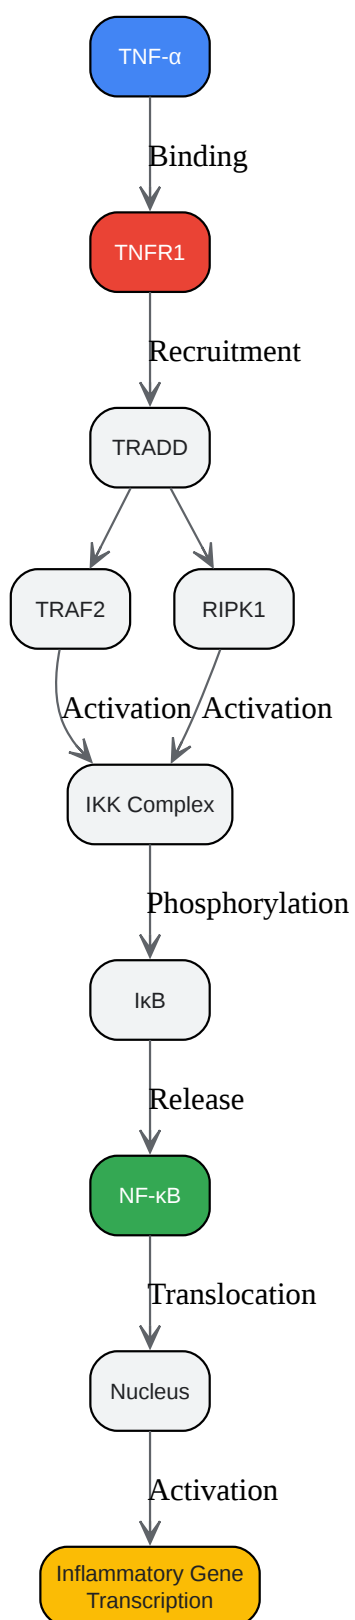 TNF-α
Binding
TNFR1
Recruitment
TRADD
TRAF2
RIPK1
Activation
Activation
IKK Complex
Phosphorylation
IκB
Release
NF-κB
Translocation
Nucleus
Activation
Inflammatory Gene
Transcription